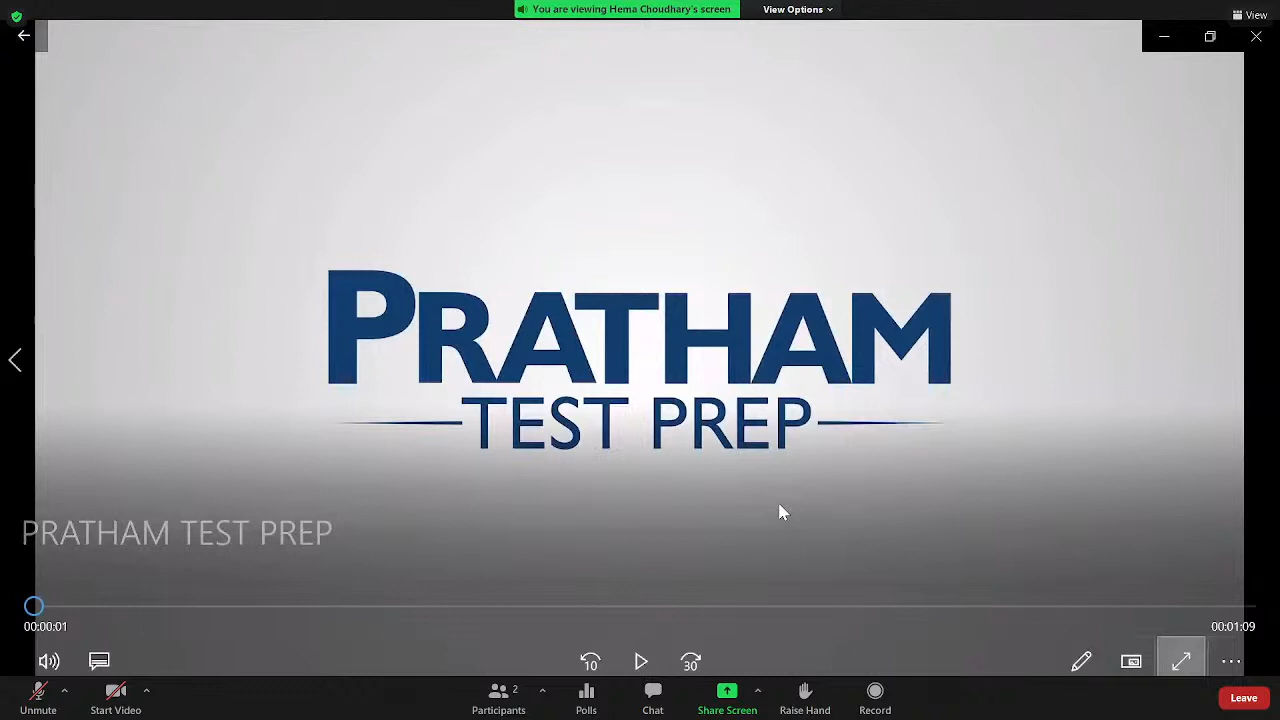 You are viewing Hema Choudhary's screen
View Options
View
PRATHAM
TEST PREP
PRATHAM TEST PREP
00:00:01
00:01:09
10
30
Unmute
Start Video
2
Participants
Polls
Chat
Share Screen
Raise Hand
Record
Leave